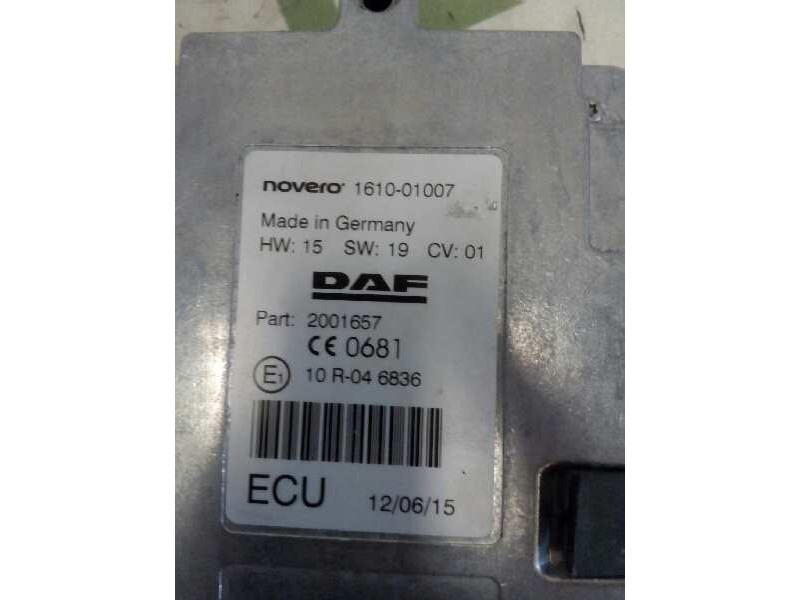 novero 1610-01007
Made in Germany
HW: 15 SW: 19 CV: 01
DAF
Part: 2001657
CE 0681
E1 10 R-04 6836
ECU 12/06/15